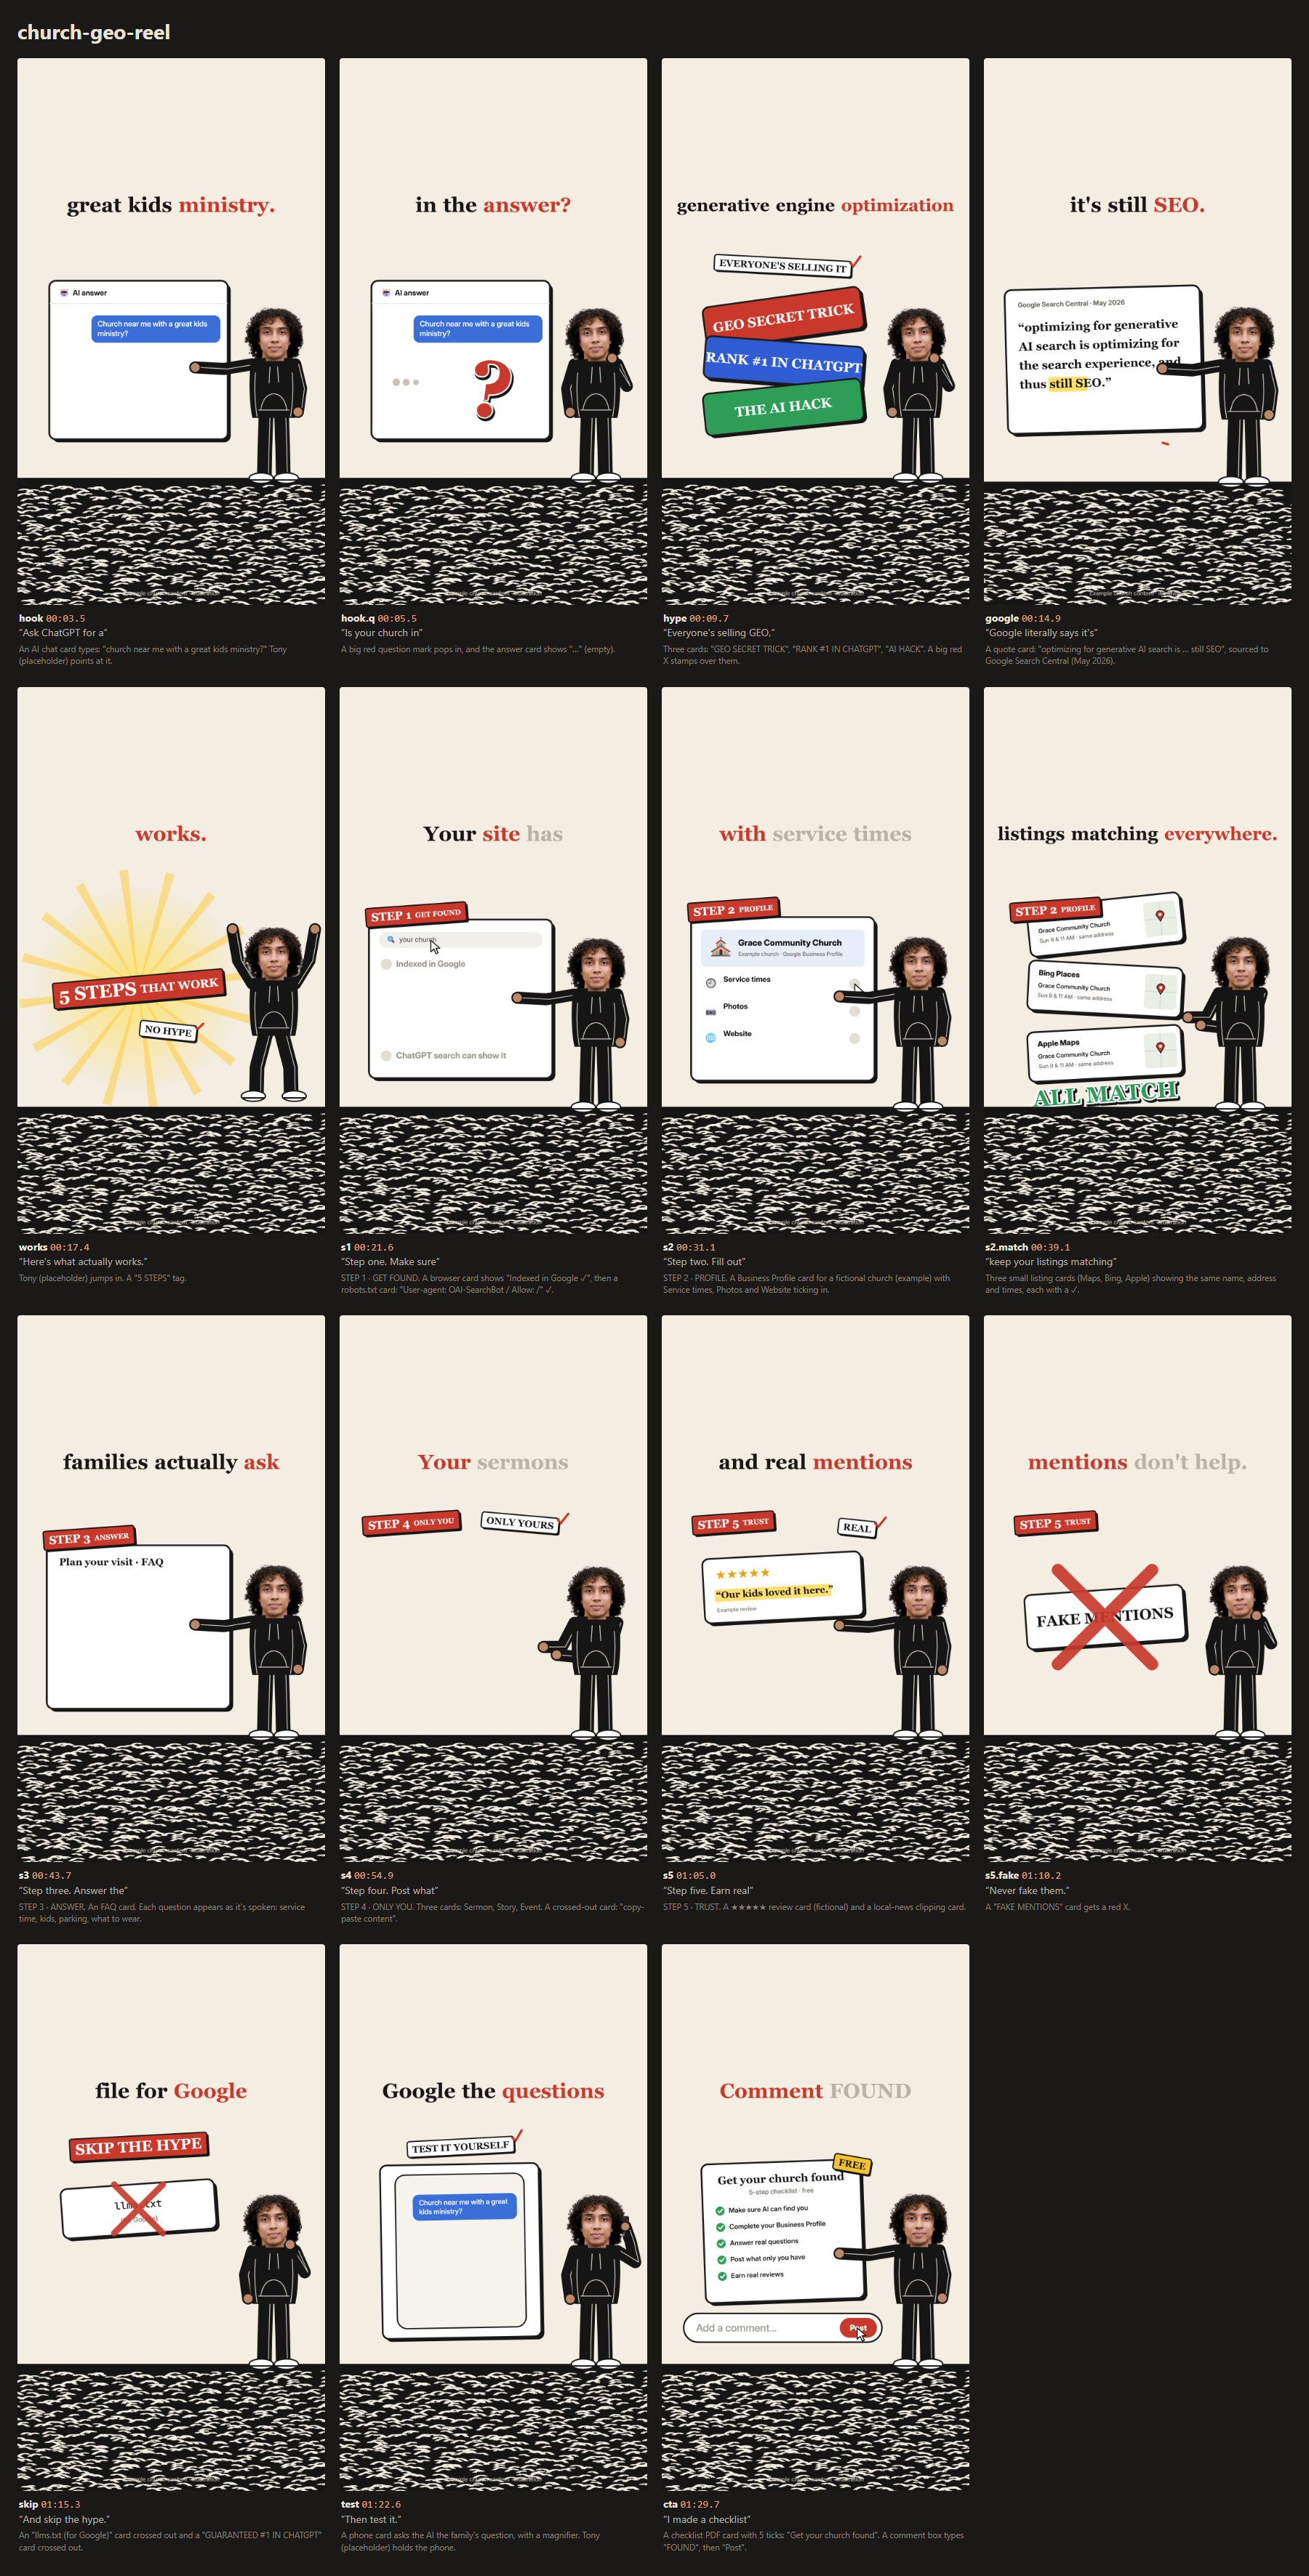 church-geo-reel
great kids ministry.
AI answer
Church near me with a great kids
ministry?
hook 00:03.5
"Ask ChatGPT for a"
An AI chat card types: "church near me with a great kids ministry?" Tony
(placeholder) points at it.
in the answer?
AI answer
Church near me with a great kids
ministry?
?
hook.q 00:05.5
"Is your church in"
A big red question mark pops in, and the answer card shows "..." (empty).
generative engine optimization
EVERYONE'S SELLING IT
GEO SECRET TRICK
RANK #1 IN CHATGPT
THE AI HACK
hype 00:09.7
"Everyone's selling GEO,"
Three cards: "GEO SECRET TRICK", "RANK #1 IN CHATGPT", "AI HACK". A big red
X stamps over them.
it's still SEO.
Google Search Central · May 2026
“optimizing for generative
AI search is optimizing for
the search experience, and
thus still SEO.”
google 00:14.9
"Google literally says it's"
A quote card: "optimizing for generative AI search is ... still SEO", sourced to
Google Search Central (May 2026).
works.
5 STEPS THAT WORK
NO HYPE
works 00:17.4
"Here's what actually works."
Tony (placeholder) jumps in. A "5 STEPS" tag.
Your site has
STEP 1 GET FOUND
your church
Indexed in Google
ChatGPT search can show it
s1 00:21.6
"Step one. Make sure"
STEP 1 · GET FOUND. A browser card shows "Indexed in Google ✓", then a
robots.txt card: "User-agent: OAI-SearchBot / Allow: /" ✓.
with service times
STEP 2 PROFILE
Grace Community Church
Example church · Google Business Profile
Service times
Photos
Website
s2 00:31.1
"Step two. Fill out"
STEP 2 · PROFILE. A Business Profile card for a fictional church (example) with
Service times, Photos and Website ticking in.
listings matching everywhere.
STEP 2 PROFILE
Grace Community Church
Sun 9 & 11 AM · same address
Bing Places
Grace Community Church
Sun 9 & 11 AM · same address
Apple Maps
Grace Community Church
Sun 9 & 11 AM · same address
ALL MATCH
s2.match 00:39.1
"keep your listings matching"
Three small listing cards (Maps, Bing, Apple) showing the same name, address
and times, each with a ✓.
families actually ask
STEP 3 ANSWER
Plan your visit · FAQ
s3 00:43.7
"Step three. Answer the"
STEP 3 · ANSWER. An FAQ card. Each question appears as it's spoken: service
time, kids, parking, what to wear.
Your sermons
STEP 4 ONLY YOU
ONLY YOURS
s4 00:54.9
"Step four. Post what"
STEP 4 · ONLY YOU. Three cards: Sermon, Story, Event. A crossed-out card: "copy-
paste content".
and real mentions
STEP 5 TRUST
REAL
★★★★★
“Our kids loved it here.”
Example review
s5 01:05.0
"Step five. Earn real"
STEP 5 · TRUST. A ★★★★★ review card (fictional) and a local-news clipping card.
mentions don't help.
STEP 5 TRUST
FAKE MENTIONS
s5.fake 01:10.2
"Never fake them."
A "FAKE MENTIONS" card gets a red X.
file for Google
SKIP THE HYPE
skip 01:15.3
"And skip the hype."
An "llms.txt (for Google)" card crossed out and a "GUARANTEED #1 IN CHATGPT"
card crossed out.
Google the questions
TEST IT YOURSELF
Church near me with a great
kids ministry?
test 01:22.6
"Then test it."
A phone card asks the AI the family's question, with a magnifier. Tony
(placeholder) holds the phone.
Comment FOUND
FREE
Get your church found
5-step checklist · free
Make sure AI can find you
Complete your Business Profile
Answer real questions
Post what only you have
Earn real reviews
Add a comment...
Post
cta 01:29.7
"I made a checklist"
A checklist PDF card with 5 ticks: "Get your church found". A comment box types
"FOUND", then "Post".